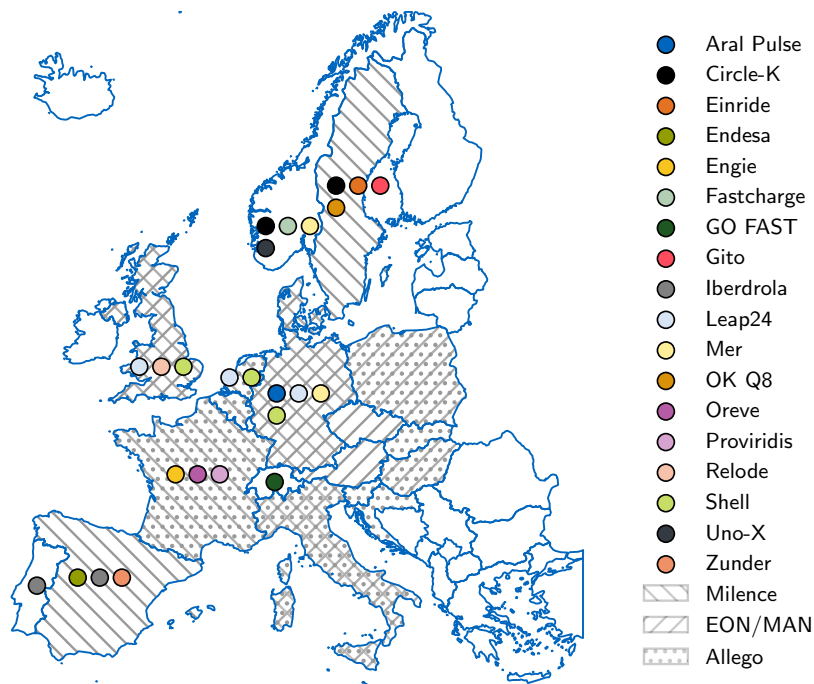 Aral Pulse
Circle-K
Einride
Endesa
Engie
Fastcharge
GO FAST
Gito
Iberdrola
Leap24
Mer
OK Q8
Oreve
Proviridis
Relode
Shell
Uno-X
Zunder
Milence
EON/MAN
Allego